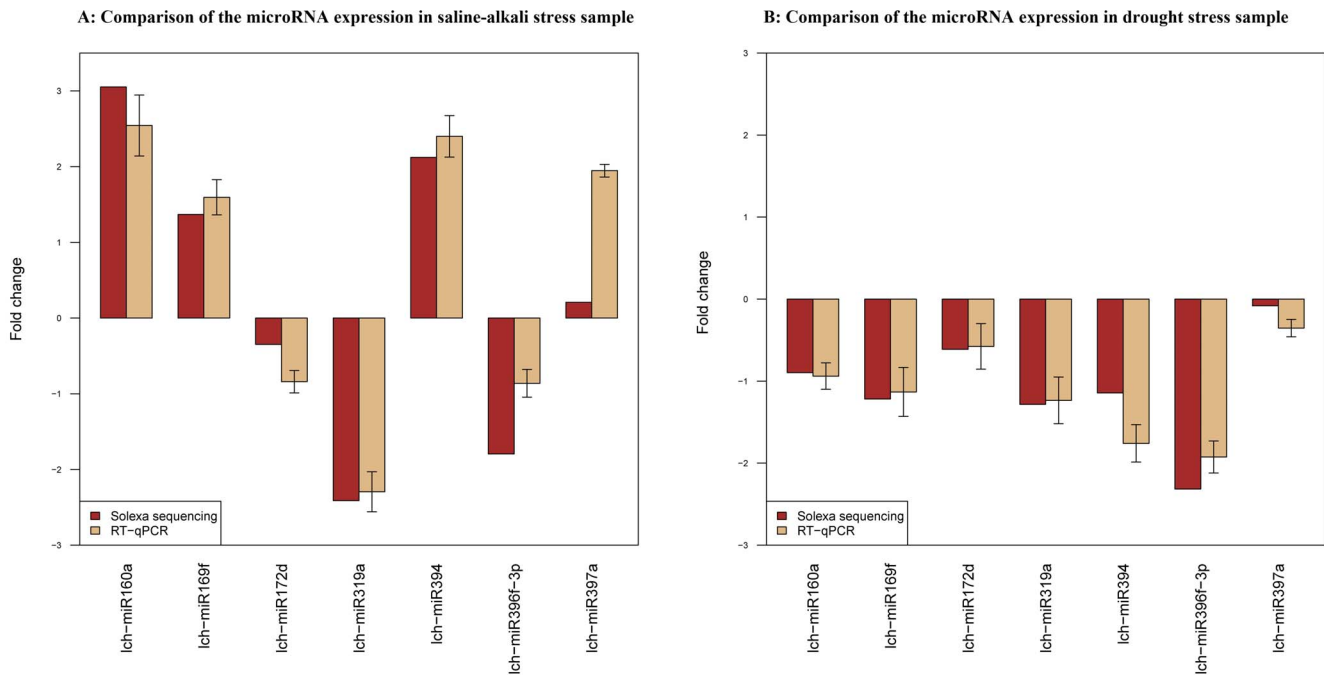 A: Comparison of the microRNA expression in saline-alkali stress sample
Fold change
3
2
1
0
−1
−2
−3
Solexa sequencing
RT−qPCR
lch−miR160a
lch−miR169f
lch−miR172d
lch−miR319a
lch−miR394
lch−miR396f−3p
lch−miR397a
B: Comparison of the microRNA expression in drought stress sample
Fold change
3
2
1
0
−1
−2
−3
Solexa sequencing
RT−qPCR
lch−miR160a
lch−miR169f
lch−miR172d
lch−miR319a
lch−miR394
lch−miR396f−3p
lch−miR397a